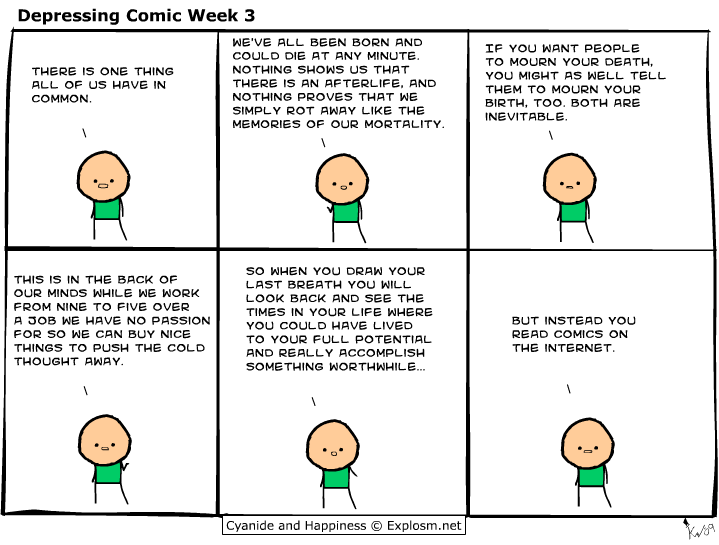 Depressing Comic Week 3
THERE IS ONE THING
ALL OF US HAVE IN
COMMON.
WE'VE ALL BEEN BORN AND
COULD DIE AT ANY MINUTE.
NOTHING SHOWS US THAT
THERE IS AN AFTERLIFE, AND
NOTHING PROVES THAT WE
SIMPLY ROT AWAY LIKE THE
MEMORIES OF OUR MORTALITY.
IF YOU WANT PEOPLE
TO MOURN YOUR DEATH,
YOU MIGHT AS WELL TELL
THEM TO MOURN YOUR
BIRTH, TOO. BOTH ARE
INEVITABLE.
THIS IS IN THE BACK OF
OUR MINDS WHILE WE WORK
FROM NINE TO FIVE OVER
A JOB WE HAVE NO PASSION
FOR SO WE CAN BUY NICE
THINGS TO PUSH THE COLD
THOUGHT AWAY.
SO WHEN YOU DRAW YOUR
LAST BREATH YOU WILL
LOOK BACK AND SEE THE
TIMES IN YOUR LIFE WHERE
YOU COULD HAVE LIVED
TO YOUR FULL POTENTIAL
AND REALLY ACCOMPLISH
SOMETHING WORTHWHILE...
BUT INSTEAD YOU
READ COMICS ON
THE INTERNET.
Cyanide and Happiness © Explosm.net